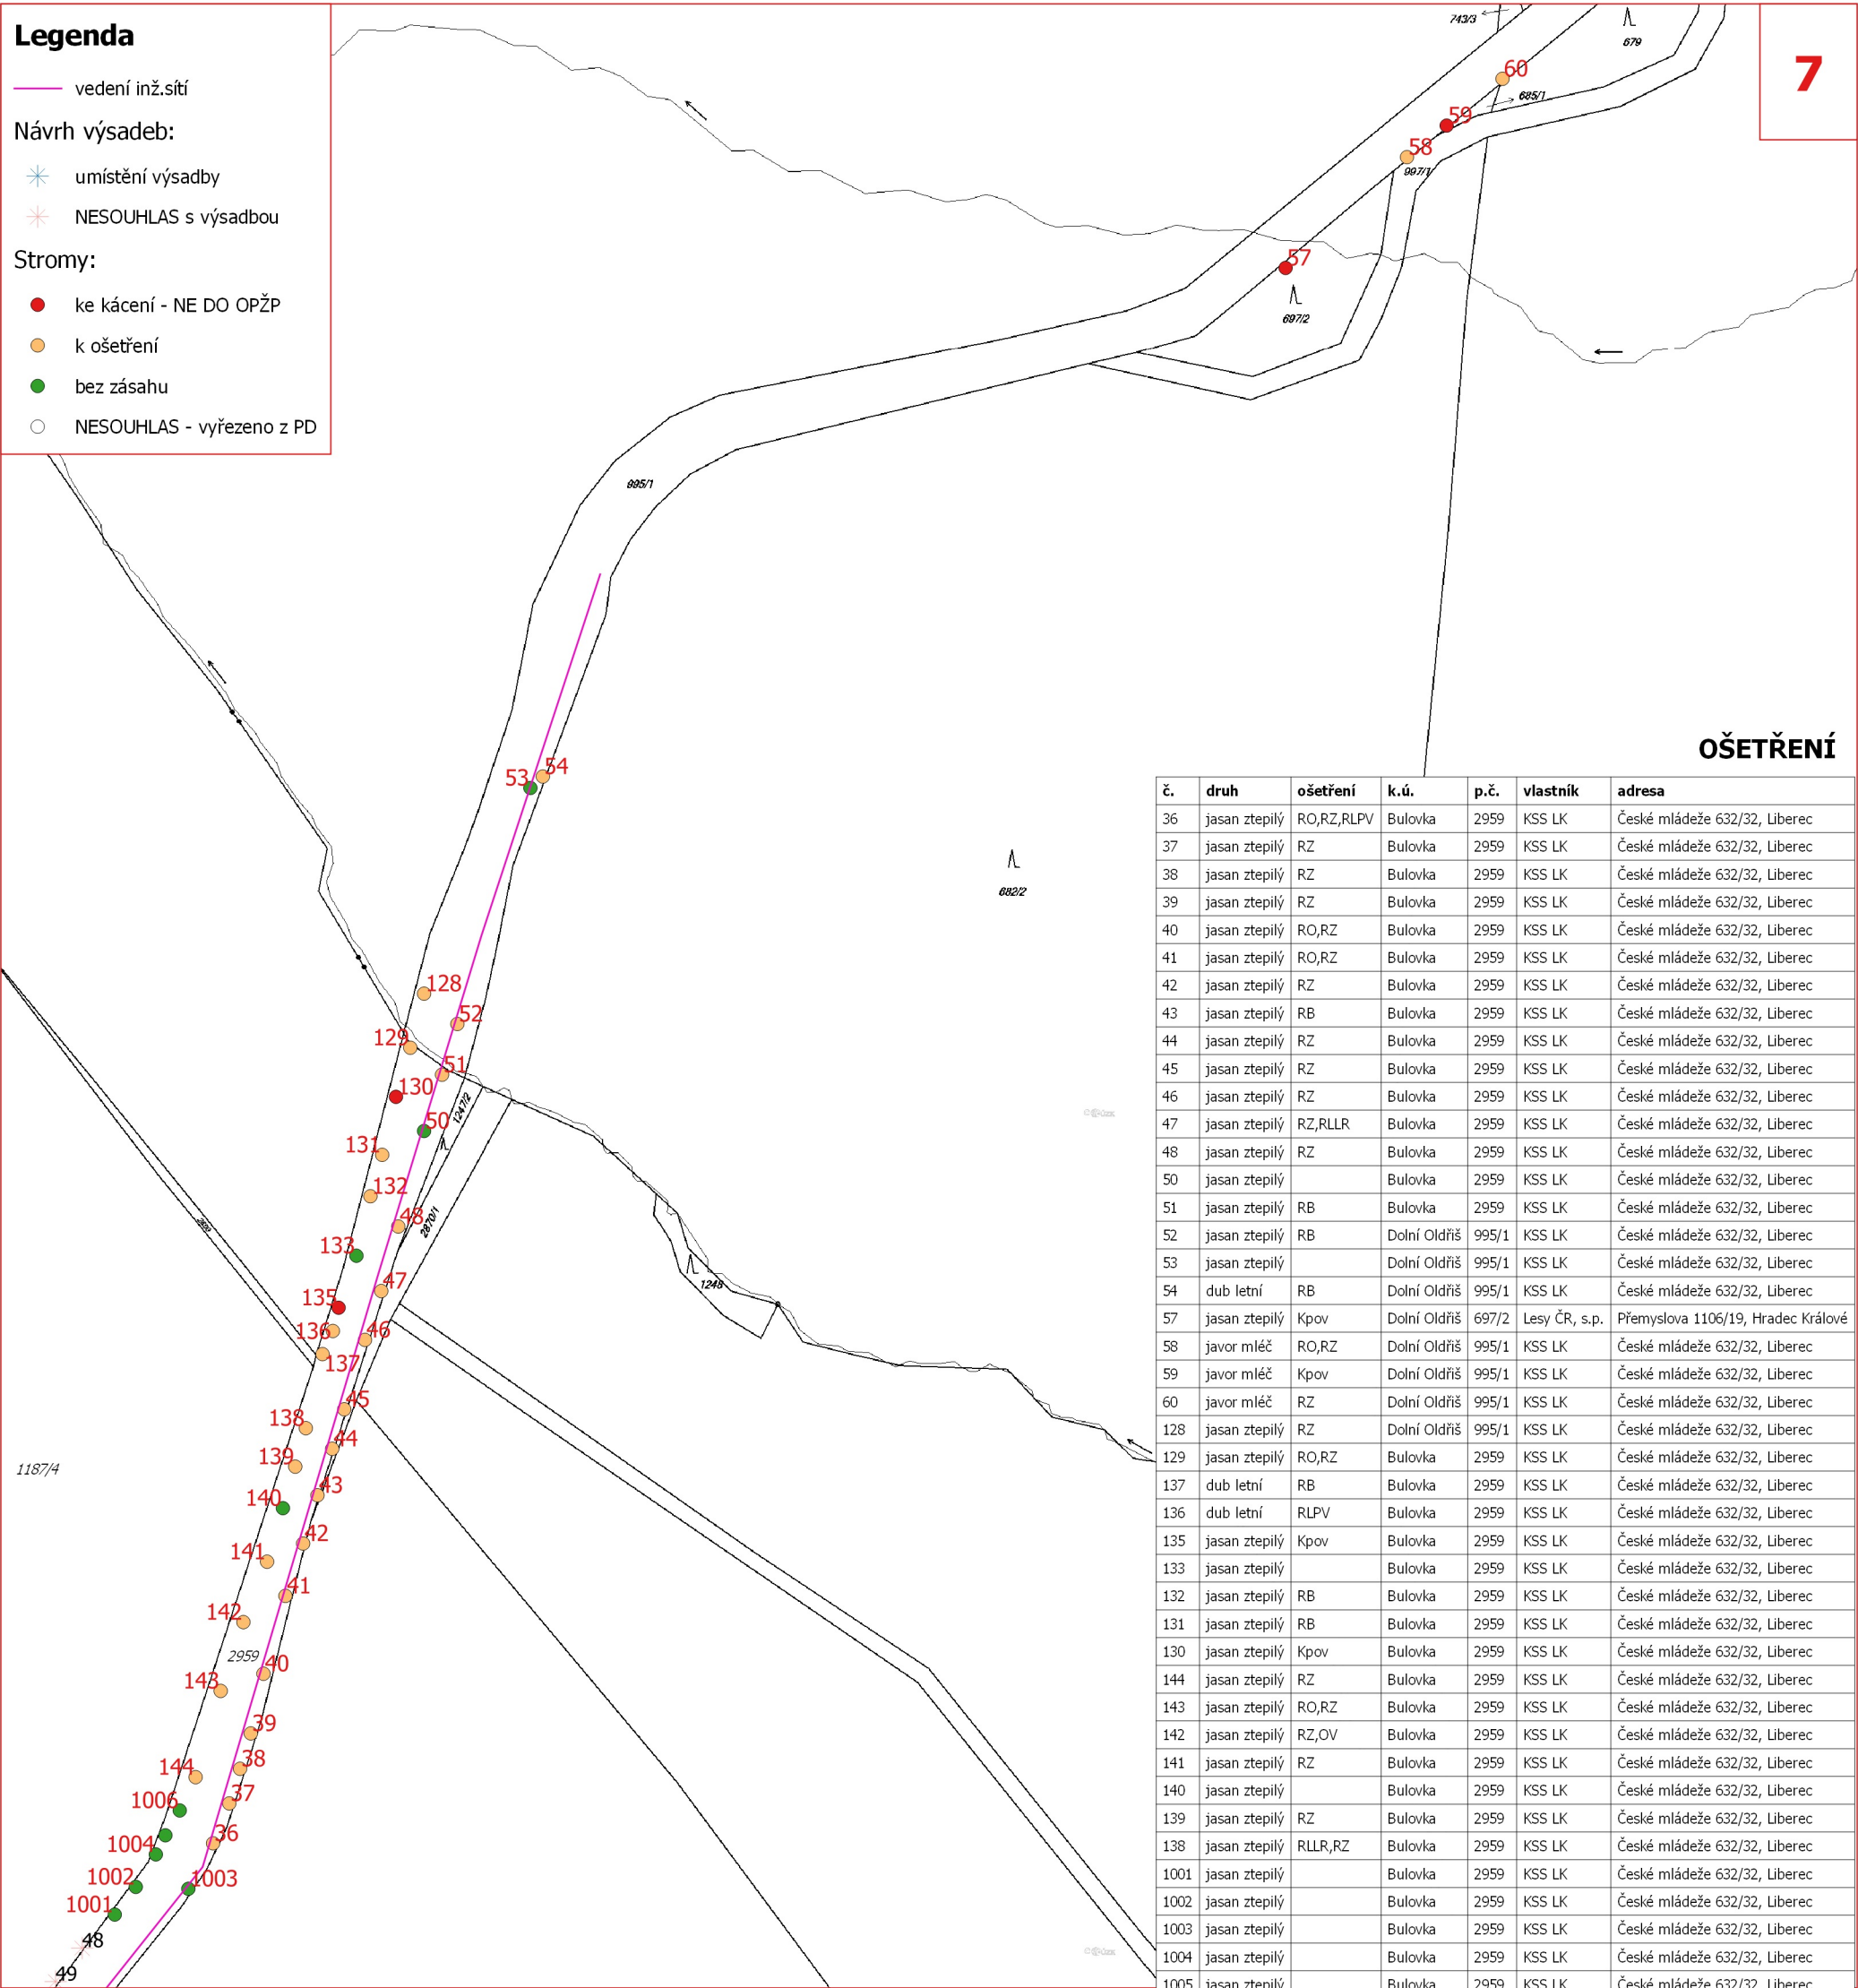 Legenda
vedení inž.sítí
Návrh výsadeb:
umístění výsadby
NESOUHLAS s výsadbou
Stromy:
ke kácení - NE DO OPŽP
k ošetření
bez zásahu
NESOUHLAS - vyřezeno z PD
7
743/3
679
60
685/1
59
58
997/1
57
697/2
995/1
54
53
682/2
128
52
129
51
130
1247/2
50
131
132
48
2870/1
133
47
1248
135
136
46
137
45
138
44
139
1187/4
43
140
42
141
41
142
2959
40
143
39
38
144
37
1006
36
1004
1002
1003
1001
48
49
OŠETŘENÍ
č. druh ošetření k.ú. p.č. vlastník adresa
36 jasan ztepilý RO,RZ,RLPV Bulovka 2959 KSS LK České mládeže 632/32, Liberec
37 jasan ztepilý RZ Bulovka 2959 KSS LK České mládeže 632/32, Liberec
38 jasan ztepilý RZ Bulovka 2959 KSS LK České mládeže 632/32, Liberec
39 jasan ztepilý RZ Bulovka 2959 KSS LK České mládeže 632/32, Liberec
40 jasan ztepilý RO,RZ Bulovka 2959 KSS LK České mládeže 632/32, Liberec
41 jasan ztepilý RO,RZ Bulovka 2959 KSS LK České mládeže 632/32, Liberec
42 jasan ztepilý RZ Bulovka 2959 KSS LK České mládeže 632/32, Liberec
43 jasan ztepilý RB Bulovka 2959 KSS LK České mládeže 632/32, Liberec
44 jasan ztepilý RZ Bulovka 2959 KSS LK České mládeže 632/32, Liberec
45 jasan ztepilý RZ Bulovka 2959 KSS LK České mládeže 632/32, Liberec
46 jasan ztepilý RZ Bulovka 2959 KSS LK České mládeže 632/32, Liberec
47 jasan ztepilý RZ,RLLR Bulovka 2959 KSS LK České mládeže 632/32, Liberec
48 jasan ztepilý RZ Bulovka 2959 KSS LK České mládeže 632/32, Liberec
50 jasan ztepilý Bulovka 2959 KSS LK České mládeže 632/32, Liberec
51 jasan ztepilý RB Bulovka 2959 KSS LK České mládeže 632/32, Liberec
52 jasan ztepilý RB Dolní Oldřiš 995/1 KSS LK České mládeže 632/32, Liberec
53 jasan ztepilý Dolní Oldřiš 995/1 KSS LK České mládeže 632/32, Liberec
54 dub letní RB Dolní Oldřiš 995/1 KSS LK České mládeže 632/32, Liberec
57 jasan ztepilý Kpov Dolní Oldřiš 697/2 Lesy ČR, s.p. Přemyslova 1106/19, Hradec Králové
58 javor mléč RO,RZ Dolní Oldřiš 995/1 KSS LK České mládeže 632/32, Liberec
59 javor mléč Kpov Dolní Oldřiš 995/1 KSS LK České mládeže 632/32, Liberec
60 javor mléč RZ Dolní Oldřiš 995/1 KSS LK České mládeže 632/32, Liberec
128 jasan ztepilý RZ Dolní Oldřiš 995/1 KSS LK České mládeže 632/32, Liberec
129 jasan ztepilý RO,RZ Bulovka 2959 KSS LK České mládeže 632/32, Liberec
137 dub letní RB Bulovka 2959 KSS LK České mládeže 632/32, Liberec
136 dub letní RLPV Bulovka 2959 KSS LK České mládeže 632/32, Liberec
135 jasan ztepilý Kpov Bulovka 2959 KSS LK České mládeže 632/32, Liberec
133 jasan ztepilý Bulovka 2959 KSS LK České mládeže 632/32, Liberec
132 jasan ztepilý RB Bulovka 2959 KSS LK České mládeže 632/32, Liberec
131 jasan ztepilý RB Bulovka 2959 KSS LK České mládeže 632/32, Liberec
130 jasan ztepilý Kpov Bulovka 2959 KSS LK České mládeže 632/32, Liberec
144 jasan ztepilý RZ Bulovka 2959 KSS LK České mládeže 632/32, Liberec
143 jasan ztepilý RO,RZ Bulovka 2959 KSS LK České mládeže 632/32, Liberec
142 jasan ztepilý RZ,OV Bulovka 2959 KSS LK České mládeže 632/32, Liberec
141 jasan ztepilý RZ Bulovka 2959 KSS LK České mládeže 632/32, Liberec
140 jasan ztepilý Bulovka 2959 KSS LK České mládeže 632/32, Liberec
139 jasan ztepilý RZ Bulovka 2959 KSS LK České mládeže 632/32, Liberec
138 jasan ztepilý RLLR,RZ Bulovka 2959 KSS LK České mládeže 632/32, Liberec
1001 jasan ztepilý Bulovka 2959 KSS LK České mládeže 632/32, Liberec
1002 jasan ztepilý Bulovka 2959 KSS LK České mládeže 632/32, Liberec
1003 jasan ztepilý Bulovka 2959 KSS LK České mládeže 632/32, Liberec
1004 jasan ztepilý Bulovka 2959 KSS LK České mládeže 632/32, Liberec
1005 jasan ztepilý Bulovka 2959 KSS LK České mládeže 632/32, Liberec